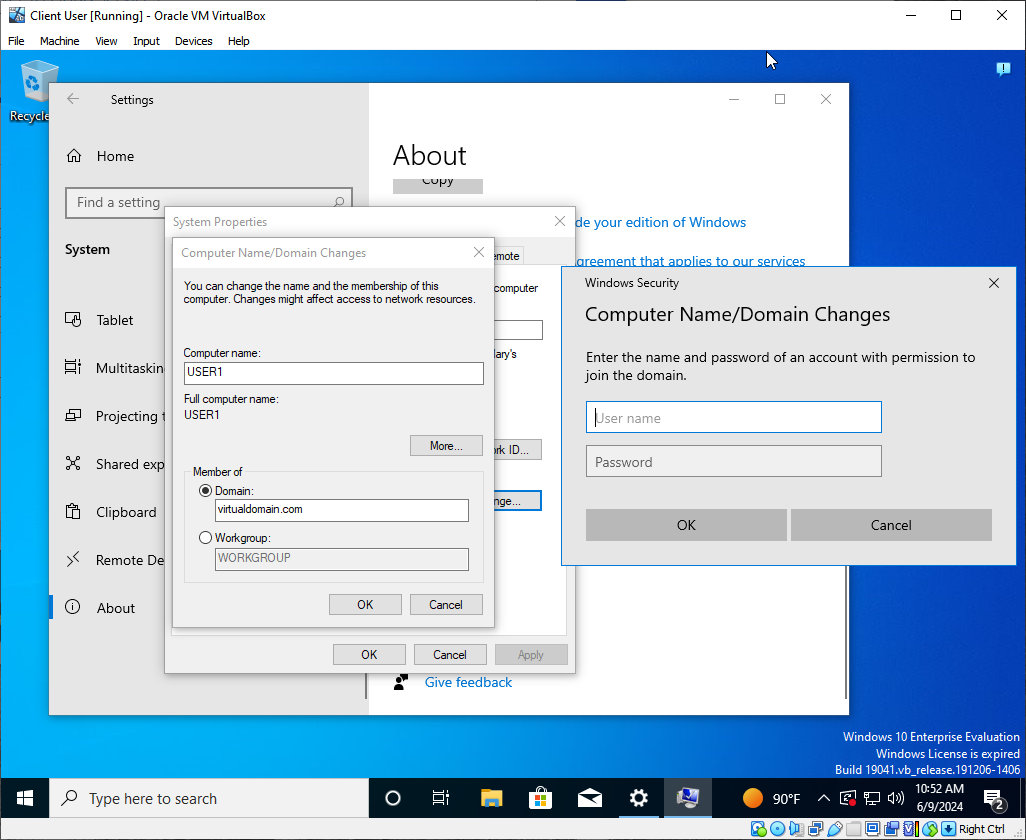 Client User [Running] - Oracle VM VirtualBox
File Machine View Input Devices Help
Recycle
Settings
Home
Find a setting
System
Tablet
Multitaskin
Projecting t
Shared exp
Clipboard
Remote De
About
About
Copy
de your edition of Windows
greement that applies to our services
Give feedback
System Properties
emote
computer
lary's
rk ID...
nge...
OK Cancel Apply
Computer Name/Domain Changes
You can change the name and the membership of this
computer. Changes might affect access to network resources.
Computer name:
USER1
Full computer name:
USER1
More...
Member of
Domain:
virtualdomain.com
Workgroup:
WORKGROUP
OK Cancel
Windows Security
Computer Name/Domain Changes
Enter the name and password of an account with permission to
join the domain.
User name
Password
OK Cancel
Windows 10 Enterprise Evaluation
Windows License is expired
Build 19041.vb_release.191206-1406
Type here to search
90°F
10:52 AM
6/9/2024
2
Right Ctrl